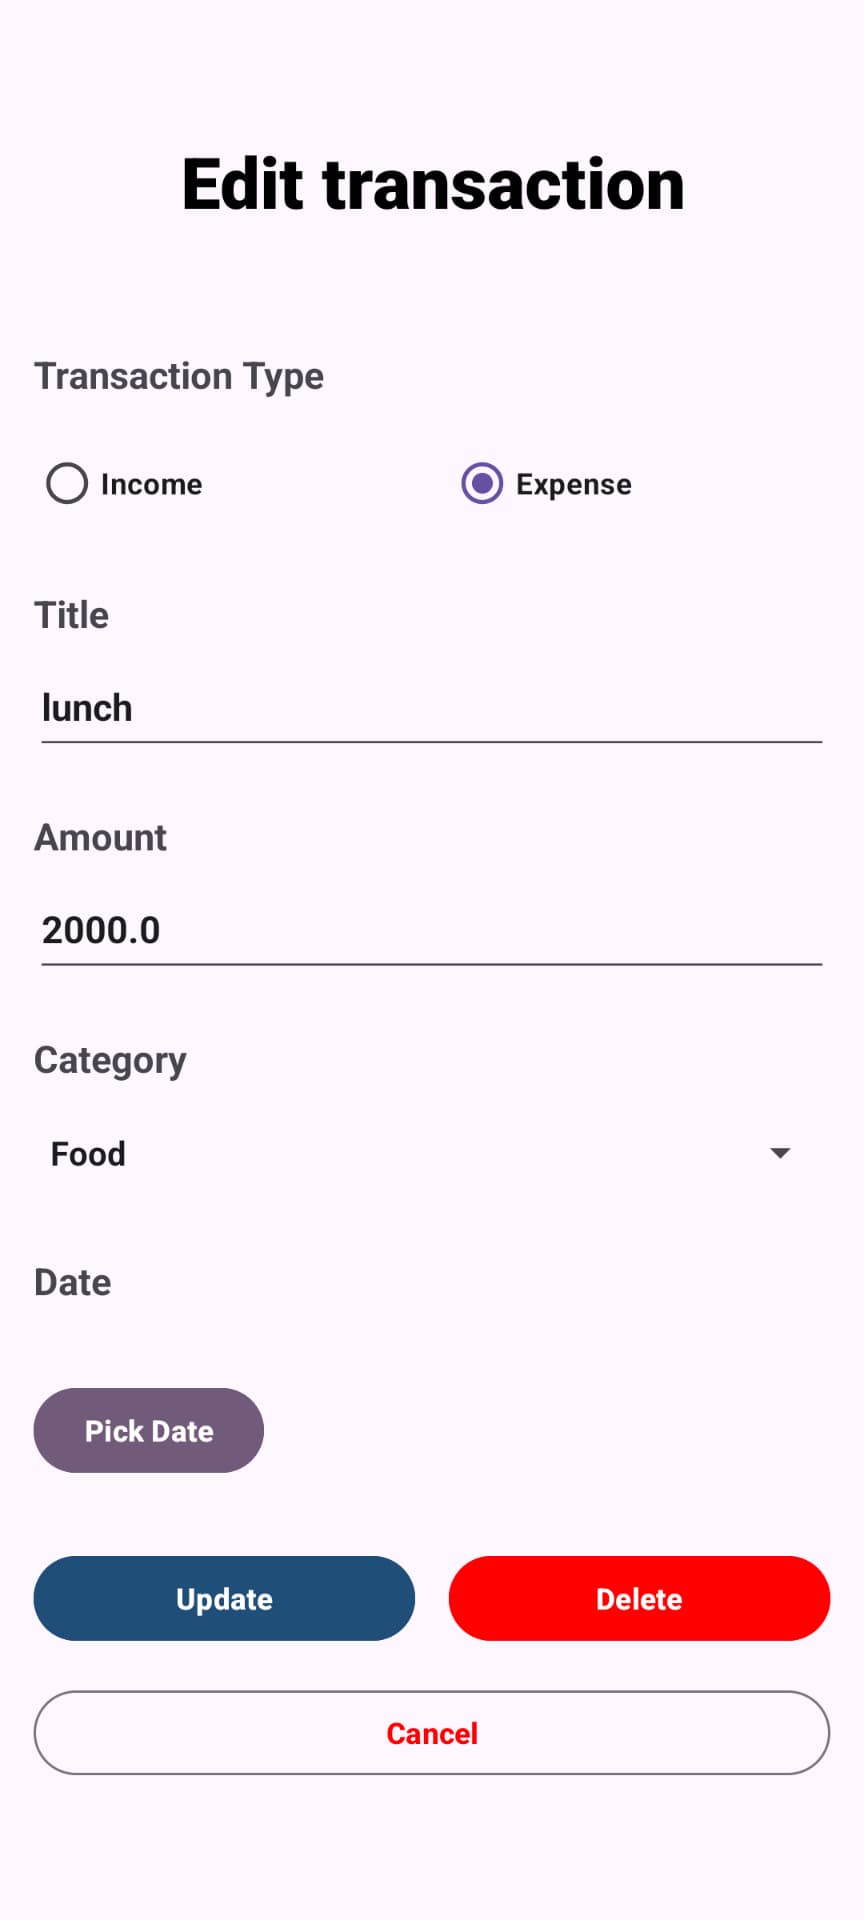 Edit transaction
Transaction Type
Income Expense
Title
lunch
Amount
2000.0
Category
Food
Date
Pick Date
Update Delete
Cancel